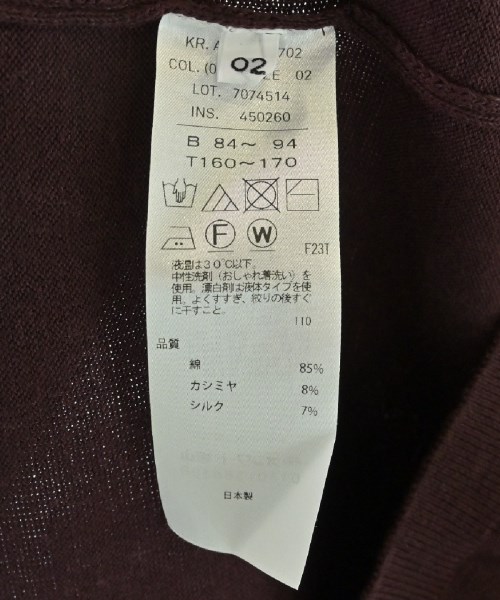 KR. A 702
COL. (0 E 02
02
LOT. 7074514
INS. 450260
B 84～ 94
T160～170
F W
F23T
液温は30℃以下。
中性洗剤（おしゃれ着洗い）を
使用。漂白剤は液体タイプを使
用。よくすすぎ、絞りの後すぐ
に干すこと。
110
品質
綿 85%
カシミヤ 8%
シルク 7%
日本製